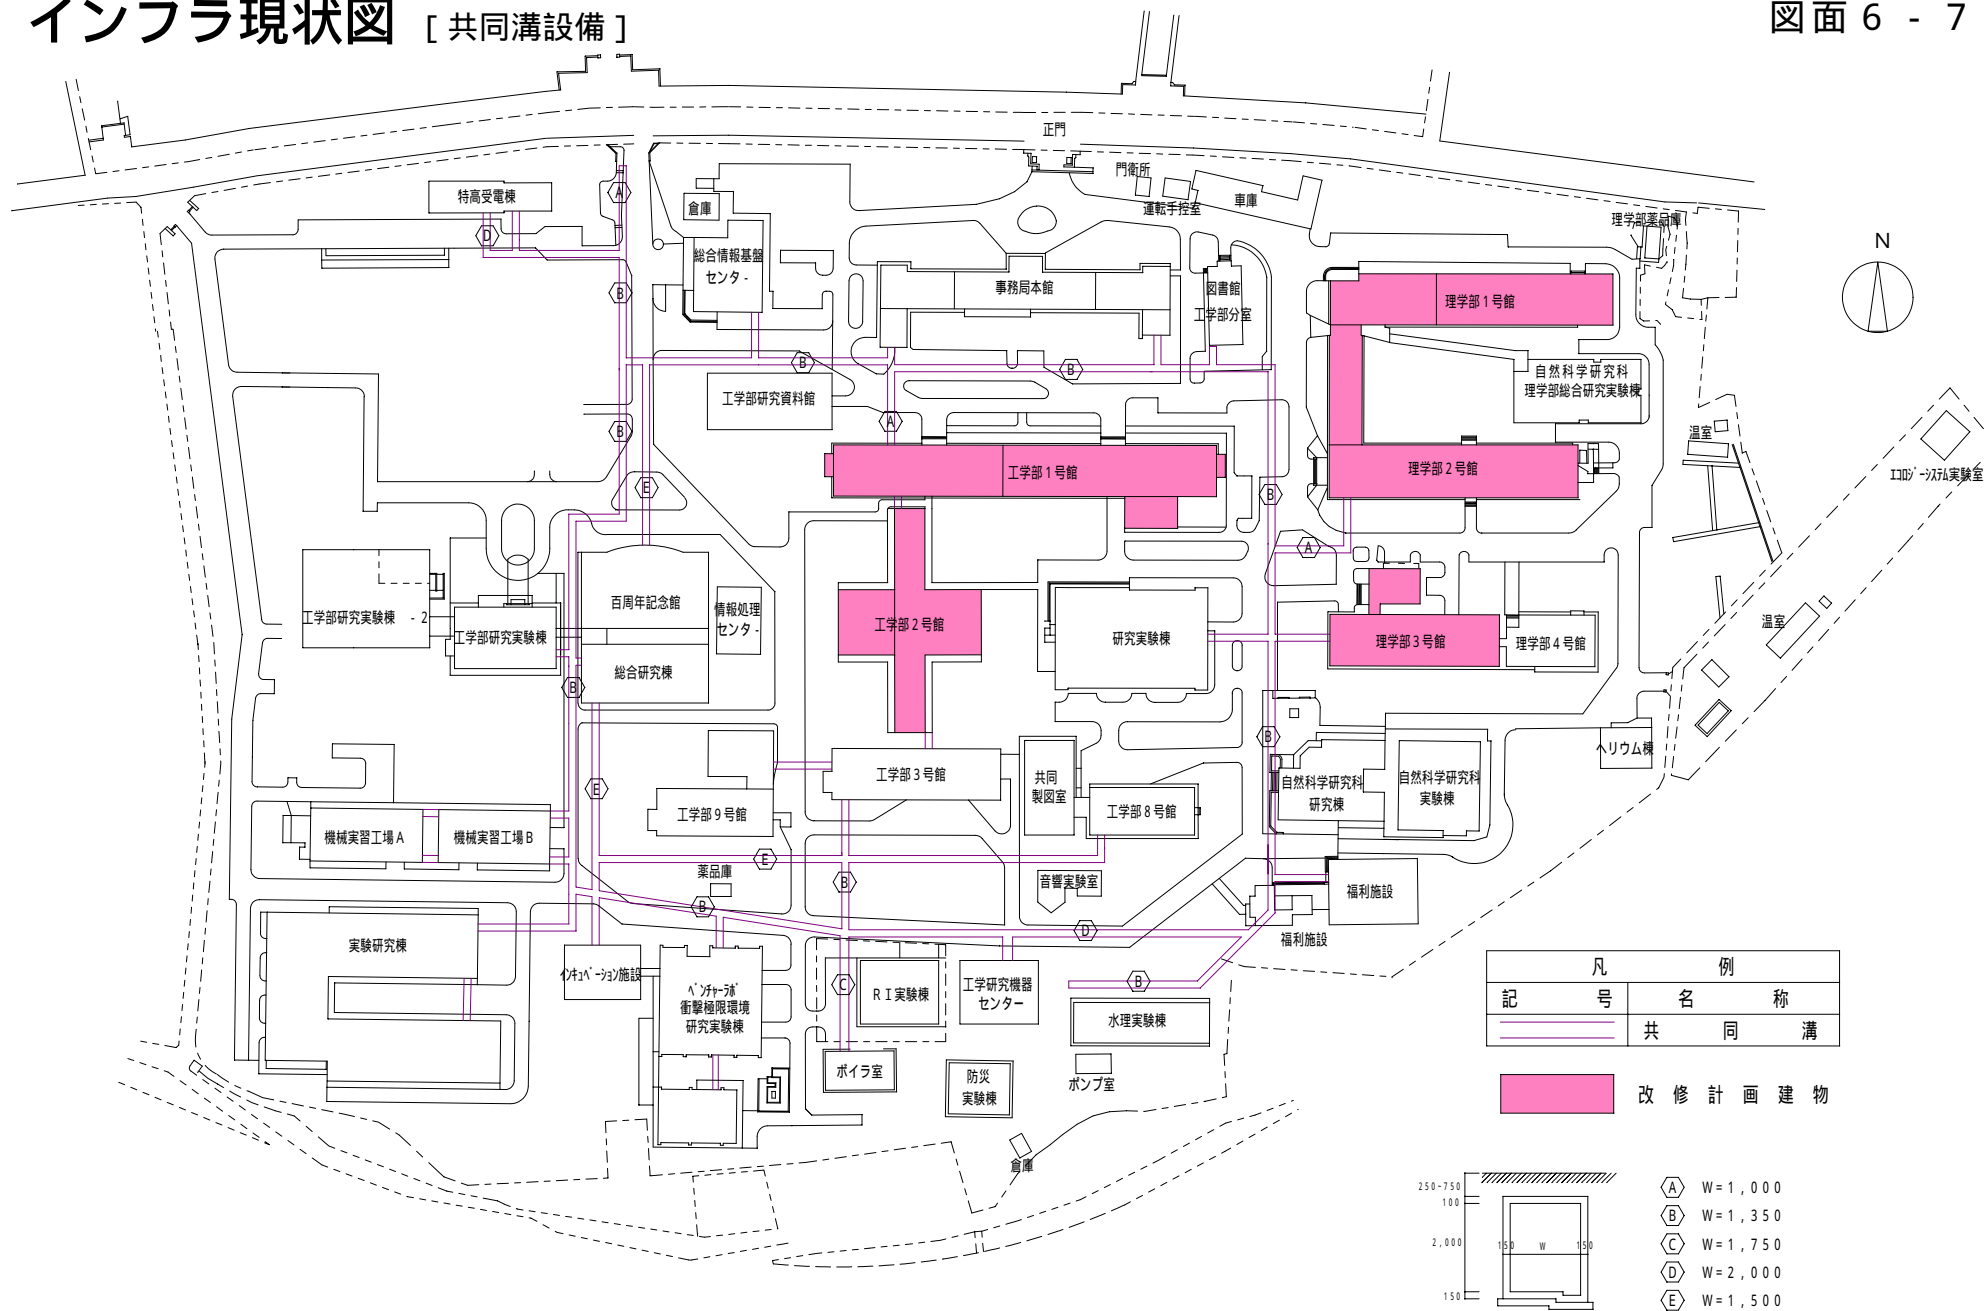 インフラ現状図 [ 共同溝設備 ]
図面 6 - 7
正門
門衛所
運転手控室
車庫
特高受電棟
倉庫
理学部薬品庫
総合情報基盤
センタ-
事務局本館
図書館
工学部分室
理学部1号館
N
A
D
B
B
B
工学部研究資料館
自然科学研究科
理学部総合研究実験棟
A
B
温室
工学部1号館
理学部2号館
エコロジ-システム実験室
E
B
A
工学部研究実験棟 - 2
工学部研究実験棟
百周年記念館
情報処理
センタ-
工学部2号館
研究実験棟
理学部3号館
理学部4号館
温室
総合研究棟
B
B
ヘリウム棟
工学部3号館
共同
製図室
自然科学研究科
研究棟
自然科学研究科
実験棟
E
工学部9号館
工学部8号館
機械実習工場A
機械実習工場B
E
薬品庫
B
音響実験室
福利施設
B
D
福利施設
実験研究棟
インキュベ-ション施設
ベンチャーラボ
衝撃極限環境
研究実験棟
C
RI実験棟
工学研究機器
センター
B
水理実験棟
ボイラ室
防災
実験棟
ポンプ室
倉庫
凡 例
記 号 名 称
共 同 溝
改修計画建物
250-750
100
2,000
150 W 150
150
A W=1,000
B W=1,350
C W=1,750
D W=2,000
E W=1,500